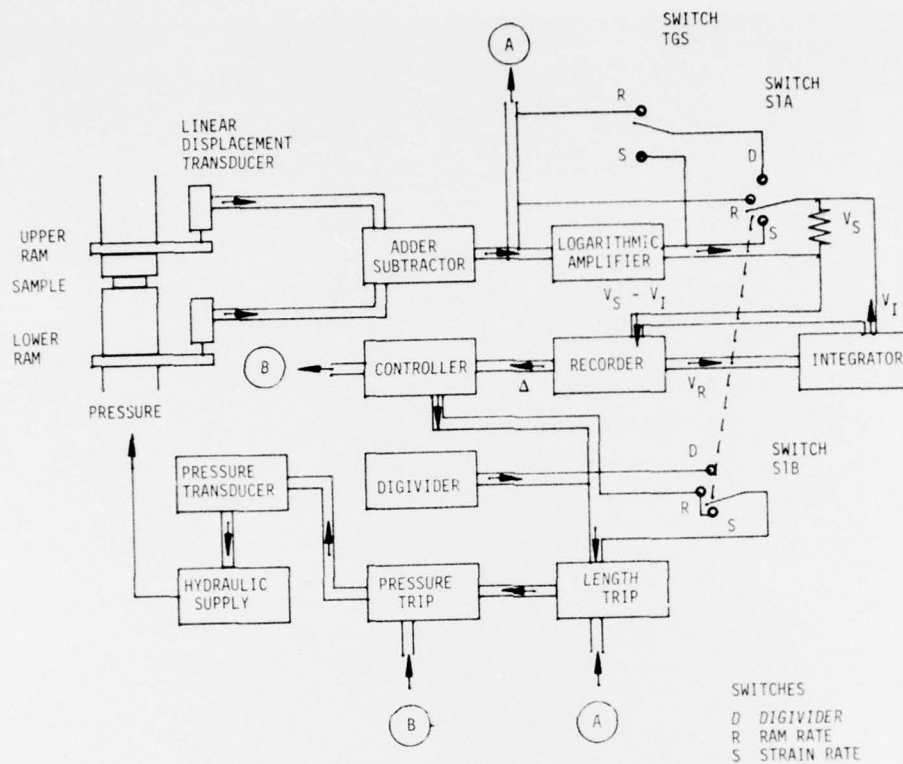 SWITCH
TGS
A
SWITCH
S1A
R
LINEAR
DISPLACEMENT
TRANSDUCER
S
D
R
S
V_S
UPPER
RAM
ADDER
SUBTRACTOR
LOGARITHMIC
AMPLIFIER
SAMPLE
V_S - V_I
V_I
LOWER
RAM
B
CONTROLLER
Δ
RECORDER
V_R
INTEGRATOR
PRESSURE
PRESSURE
TRANSDUCER
DIGIVIDER
D
R
S
SWITCH
S1B
HYDRAULIC
SUPPLY
PRESSURE
TRIP
LENGTH
TRIP
B
A
SWITCHES
D DIGIVIDER
R RAM RATE
S STRAIN RATE